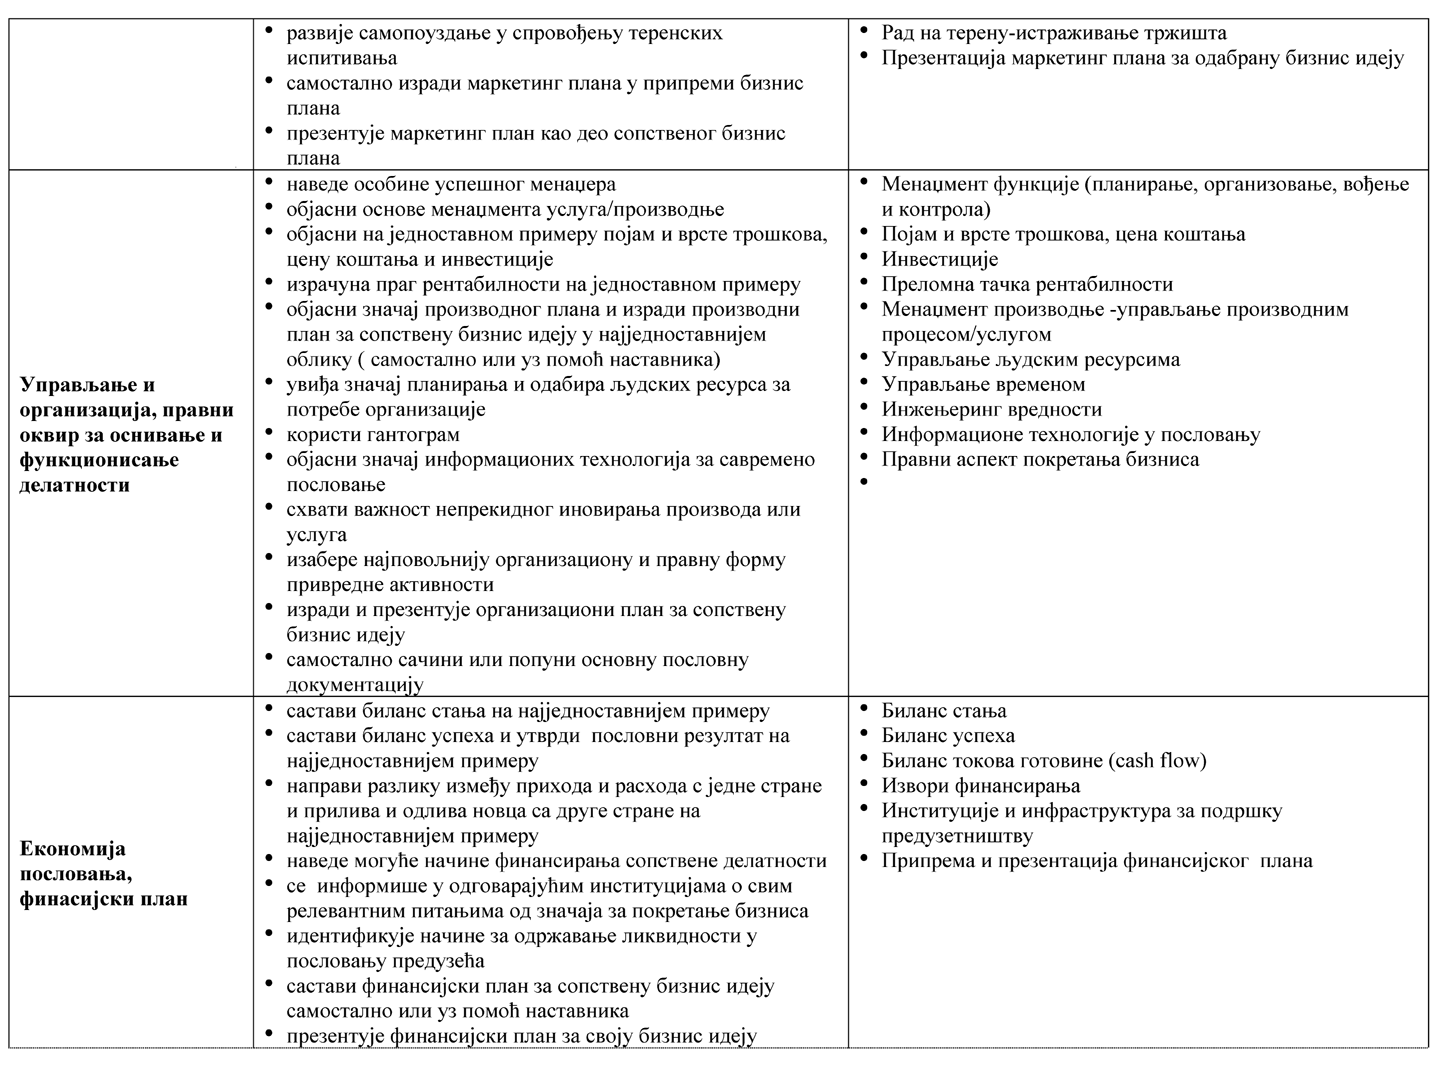 развије самопоуздање у спровођењу теренских
испитивања
самостално изради маркетинг плана у припреми бизнис
плана
презентује маркетинг план као део сопственог бизнис
плана
Рад на терену-истраживање тржишта
Презентација маркетинг плана за одабрану бизнис идеју
Управљање и
организација, правни
оквир за оснивање и
функционисање
делатности
наведе особине успешног менаџера
објасни основе менаџмента услуга/производње
објасни на једноставном примеру појам и врсте трошкова,
цену коштања и инвестиције
израчуна праг рентабилности на једноставном примеру
објасни значај производног плана и изради производни
план за сопствену бизнис идеју у најједноставнијем
облику ( самостално или уз помоћ наставника)
увиђа значај планирања и одабира људских ресурса за
потребе организације
користи гантограм
објасни значај информационих технологија за савремено
пословање
схвати важност непрекидног иновирања производа или
услуга
изабере најповољнију организациону и правну форму
привредне активности
изради и презентује организациони план за сопствену
бизнис идеју
самостално сачини или попуни основну пословну
документацију
Менаџмент функције (планирање, организовање, вођење
и контрола)
Појам и врсте трошкова, цена коштања
Инвестиције
Преломна тачка рентабилности
Менаџмент производње -управљање производним
процесом/услугом
Управљање људским ресурсима
Управљање временом
Инжењеринг вредности
Информационе технологије у пословању
Правни аспект покретања бизниса
Економија
пословања,
финасијски план
састави биланс стања на најједноставнијем примеру
састави биланс успеха и утврди  пословни резултат на
најједноставнијем примеру
направи разлику између прихода и расхода с једне стране
и прилива и одлива новца са друге стране на
најједноставнијем примеру
наведе могуће начине финансирања сопствене делатности
се  информише у одговарајућим институцијама о свим
релевантним питањима од значаја за покретање бизниса
идентификује начине за одржавање ликвидности у
пословању предузећа
састави финансијски план за сопствену бизнис идеју
самостално или уз помоћ наставника
презентује финансијски план за своју бизнис идеју
Биланс стања
Биланс успеха
Биланс токова готовине (cash flow)
Извори финансирања
Институције и инфраструктура за подршку
предузетништву
Припрема и презентација финансијског  плана